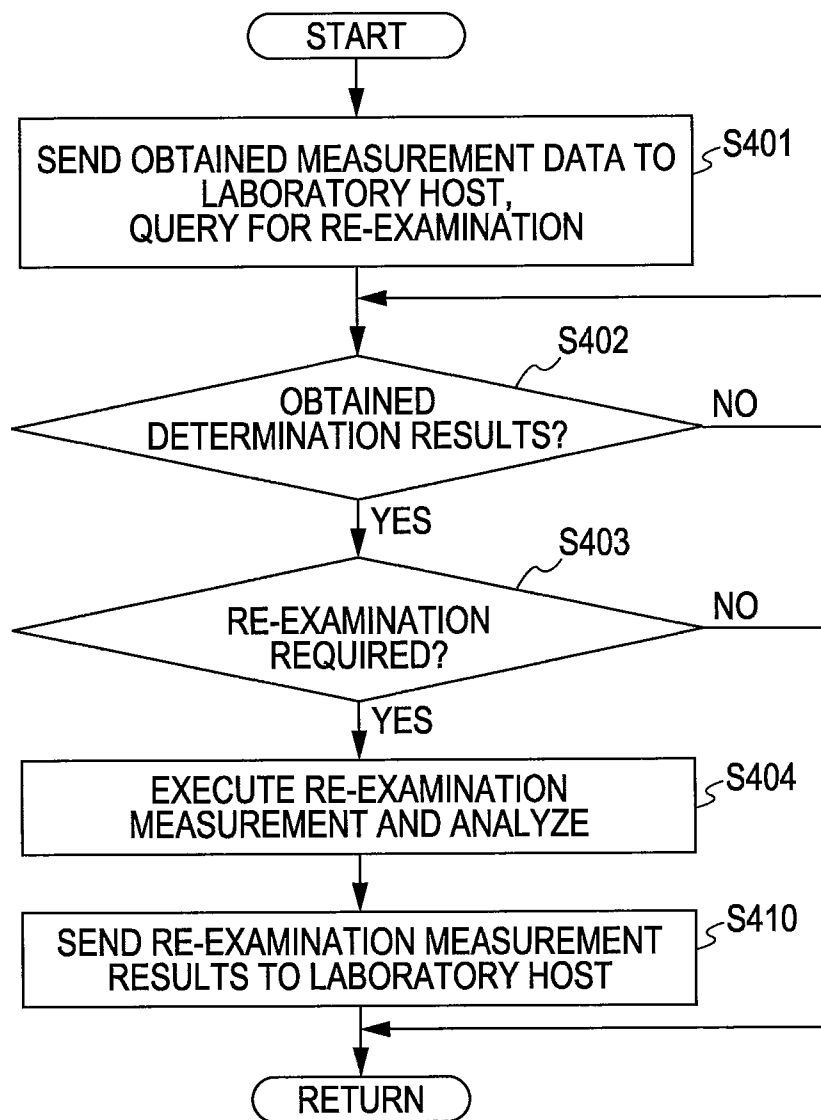 START
SEND OBTAINED MEASUREMENT DATA TO
LABORATORY HOST,
QUERY FOR RE-EXAMINATION
S401
S402
OBTAINED
DETERMINATION RESULTS?
NO
YES
S403
RE-EXAMINATION
REQUIRED?
NO
YES
EXECUTE RE-EXAMINATION
MEASUREMENT AND ANALYZE
S404
SEND RE-EXAMINATION MEASUREMENT
RESULTS TO LABORATORY HOST
S410
RETURN